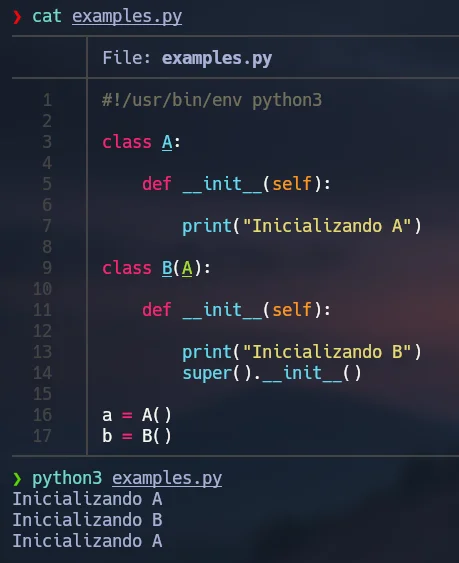 ❯ cat examples.py
File: examples.py
1 #!/usr/bin/env python3
2
3 class A:
4
5 def __init__(self):
6
7 print("Inicializando A")
8
9 class B(A):
10
11 def __init__(self):
12
13 print("Inicializando B")
14 super().__init__()
15
16 a = A()
17 b = B()
❯ python3 examples.py
Inicializando A
Inicializando B
Inicializando A